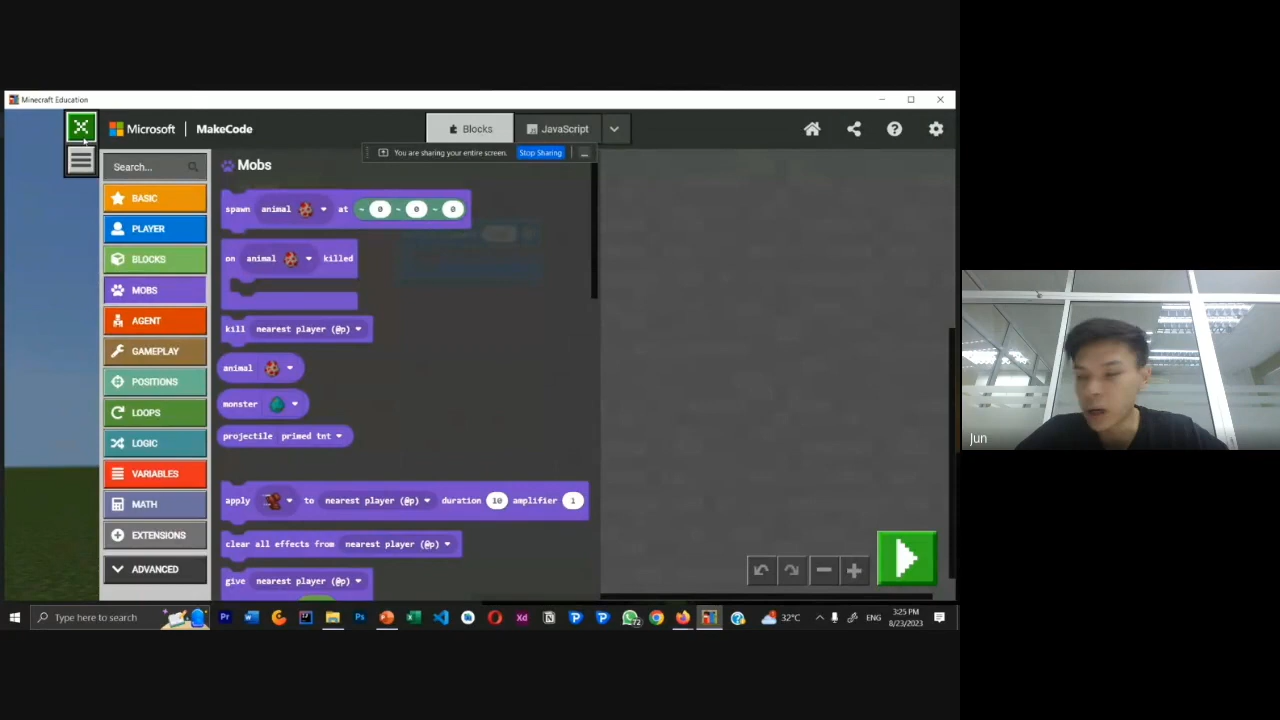 Minecraft Education
Microsoft | MakeCode
Blocks
JavaScript
You are sharing your entire screen.
Stop Sharing
Search...
BASIC
PLAYER
BLOCKS
MOBS
AGENT
GAMEPLAY
POSITIONS
LOOPS
LOGIC
VARIABLES
MATH
EXTENSIONS
ADVANCED
Mobs
spawn animal at ~ 0 ~ 0 ~ 0
on animal killed
kill nearest player (@p)
animal
monster
projectile primed tnt
apply to nearest player (@p) duration 10 amplifier 1
clear all effects from nearest player (@p)
give nearest player (@p)
Jun
Type here to search
Pr
Ps
Xd
72
32°C
ENG
3:25 PM
8/23/2023